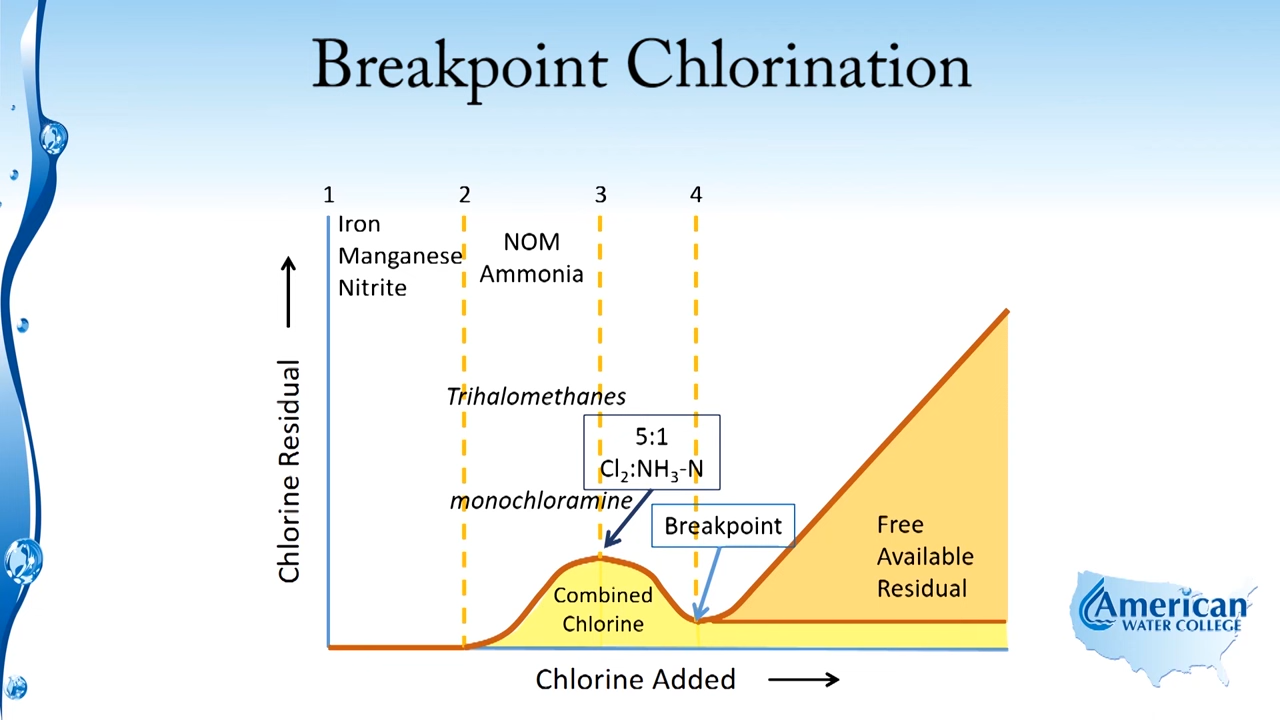 Breakpoint Chlorination
1 2 3 4
Iron
Manganese
Nitrite
NOM
Ammonia
Trihalomethanes
5:1
Cl₂:NH₃-N
monochloramine
Breakpoint
Combined
Chlorine
Free
Available
Residual
Chlorine Residual
Chlorine Added
American
WATER COLLEGE